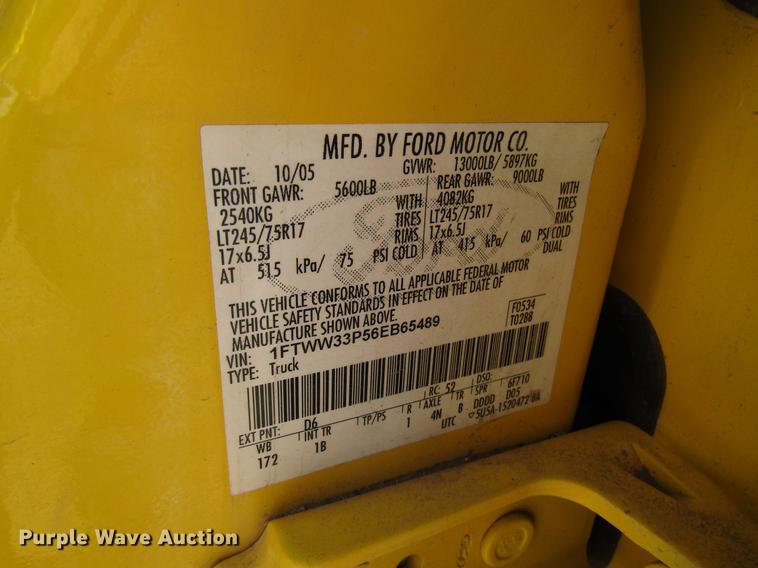 MFD. BY FORD MOTOR CO.
DATE: 10/05 GVWR: 13000LB/5897KG
FRONT GAWR: 5600LB REAR GAWR: 9000LB
2540KG WITH 4082KG WITH
LT245/75R17 TIRES LT245/75R17 TIRES
17x6.5J RIMS 17x6.5J RIMS
AT 515 kPa/ 75 PSI COLD AT 415 kPa/ 60 PSI COLD
DUAL
THIS VEHICLE CONFORMS TO ALL APPLICABLE FEDERAL MOTOR
VEHICLE SAFETY STANDARDS IN EFFECT ON THE DATE OF
MANUFACTURE SHOWN ABOVE.
VIN: 1FTWW33P56EB65489
TYPE: Truck
F0534
T0288
EXT PNT: D6 RC: 52 DSO:
WB INT TR TP/PS R AXLE TR SPR 6F710
172 1B 1 4N B DDDD D05
UTC 5U5A-1520472-BA
Ford
Purple Wave Auction